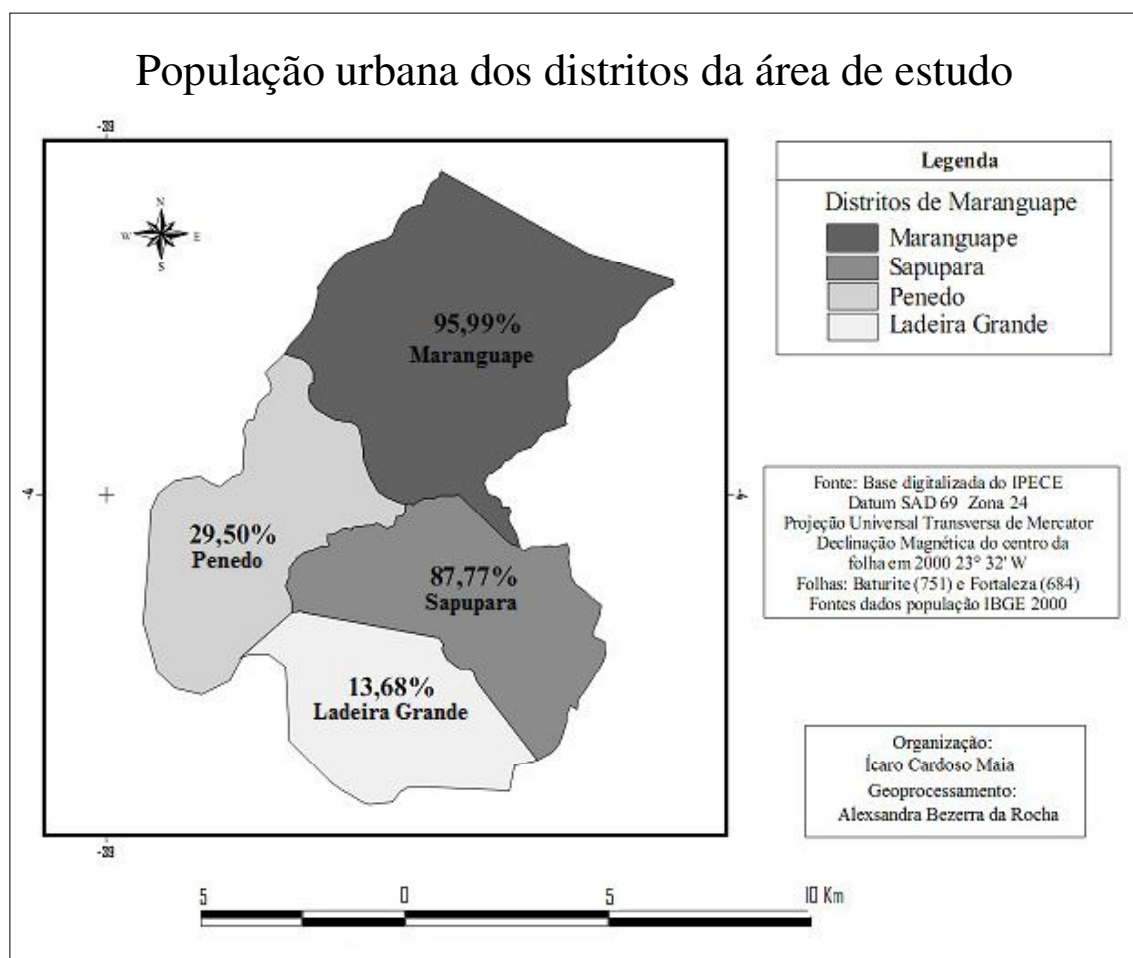 População urbana dos distritos da área de estudo
-39
N
W E
S
95,99%
Maranguape
-4
-4
29,50%
Penedo
87,77%
Sapupara
13,68%
Ladeira Grande
-39
5 0 5 10 Km
Legenda
Distritos de Maranguape
Maranguape
Sapupara
Penedo
Ladeira Grande
Fonte: Base digitalizada do IPECE
Datum SAD 69 Zona 24
Projeção Universal Transversa de Mercator
Declinação Magnética do centro da
folha em 2000 23° 32' W
Folhas: Baturite (751) e Fortaleza (684)
Fontes dados população IBGE 2000
Organização:
Ícaro Cardoso Maia
Geoprocessamento:
Alexsandra Bezerra da Rocha